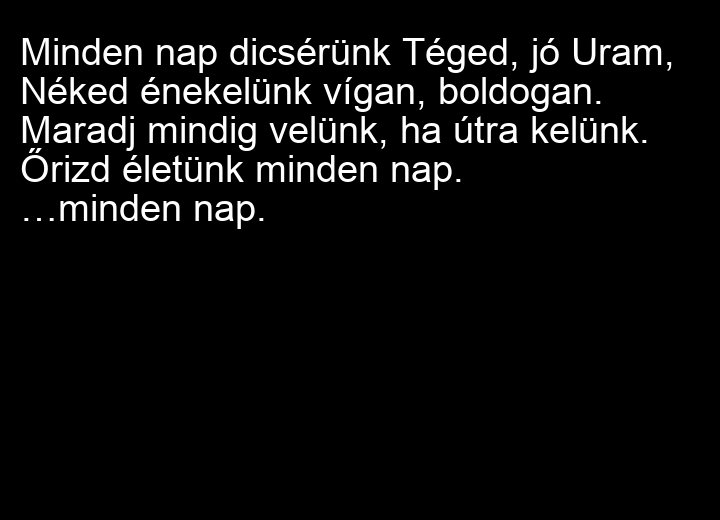 Minden nap dicsérünk Téged, jó Uram,
Néked énekelünk vígan, boldogan.
Maradj mindig velünk, ha útra kelünk.
Őrizd életünk minden nap.
…minden nap.